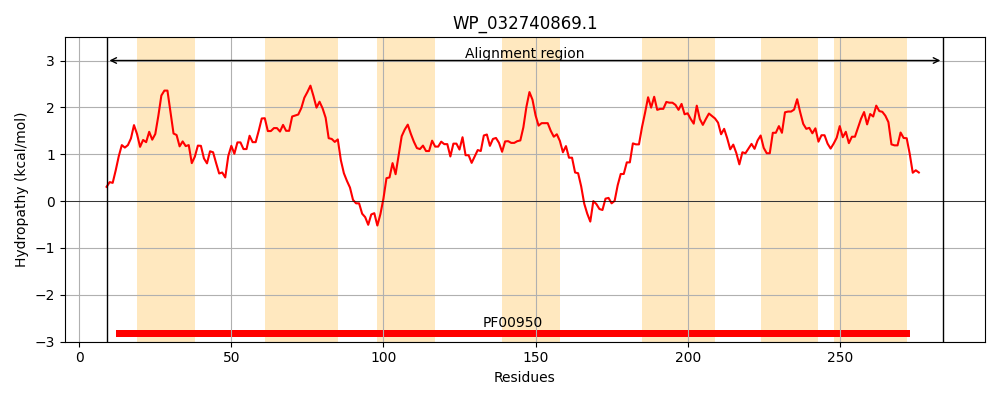 WP_032740869.1
Alignment region
Hydropathy (kcal/mol)
3
2
1
0
−1
−2
−3
PF00950
0 50 100 150 200 250
Residues